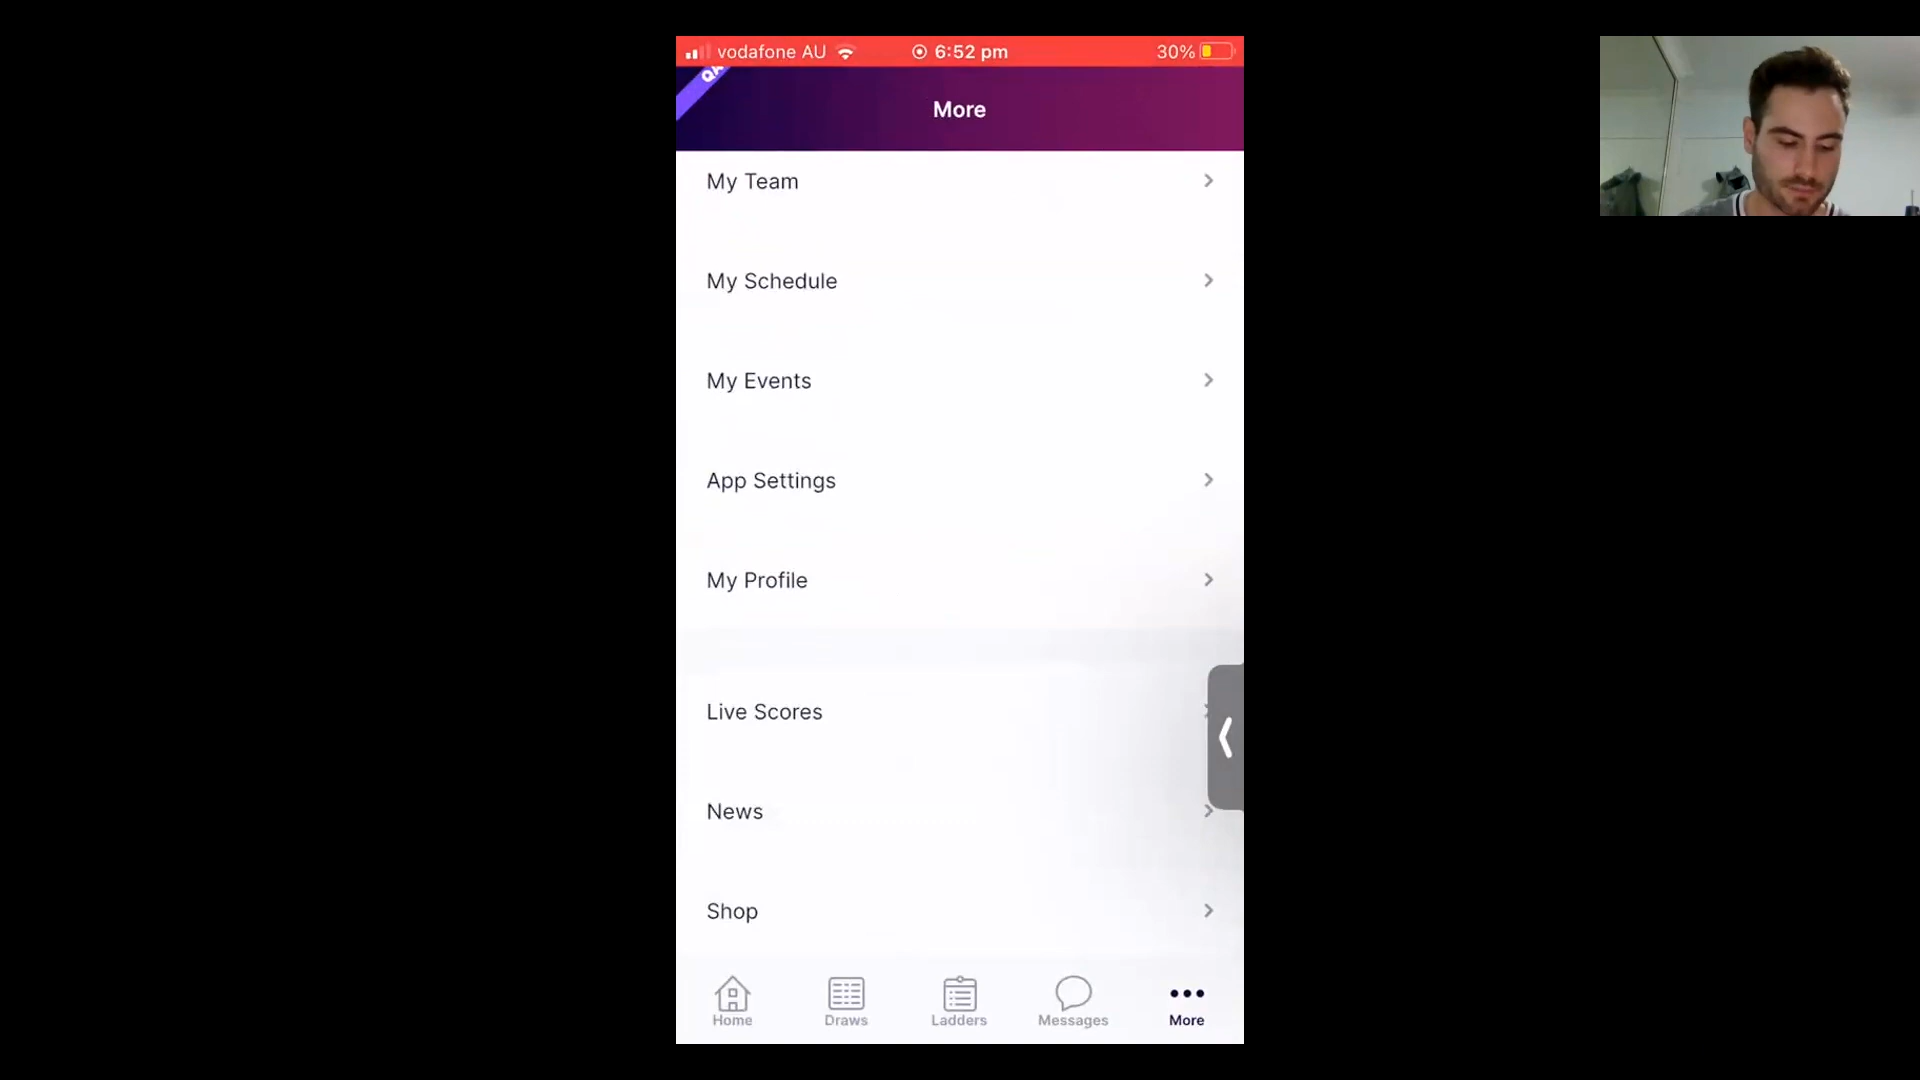 vodafone AU
6:52 pm
30%
QA
More
My Team
My Schedule
My Events
App Settings
My Profile
Live Scores
News
Shop
Home
Draws
Ladders
Messages
More